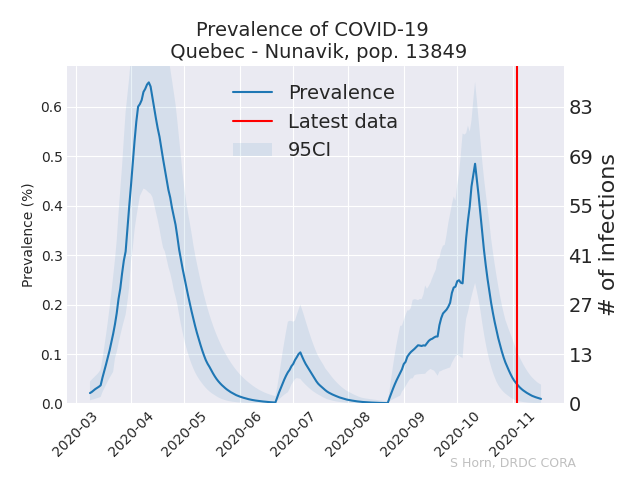 Prevalence of COVID-19
Quebec - Nunavik, pop. 13849
Prevalence
Latest data
95CI
Prevalence (%)
0.6
0.5
0.4
0.3
0.2
0.1
0.0
83
69
55
41
27
13
0
# of infections
2020-03
2020-04
2020-05
2020-06
2020-07
2020-08
2020-09
2020-10
2020-11
S Horn, DRDC CORA